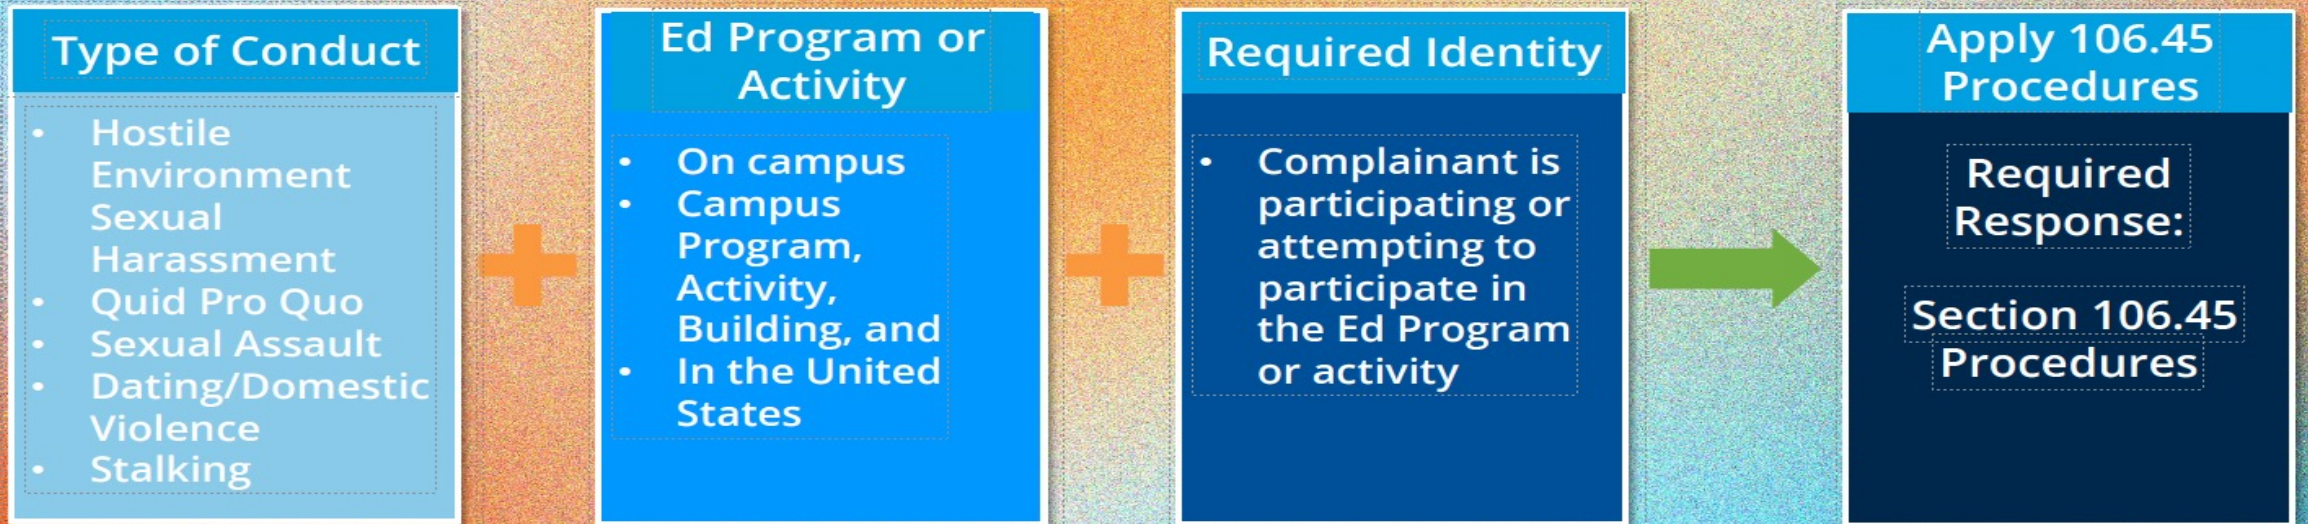 Type of Conduct
• Hostile
Environment
Sexual
Harassment
• Quid Pro Quo
• Sexual Assault
• Dating/Domestic
Violence
• Stalking
Ed Program or
Activity
• On campus
• Campus
Program,
Activity,
Building, and
• In the United
States
Required Identity
• Complainant is
participating or
attempting to
participate in
the Ed Program
or activity
Apply 106.45
Procedures
Required
Response:
Section 106.45
Procedures